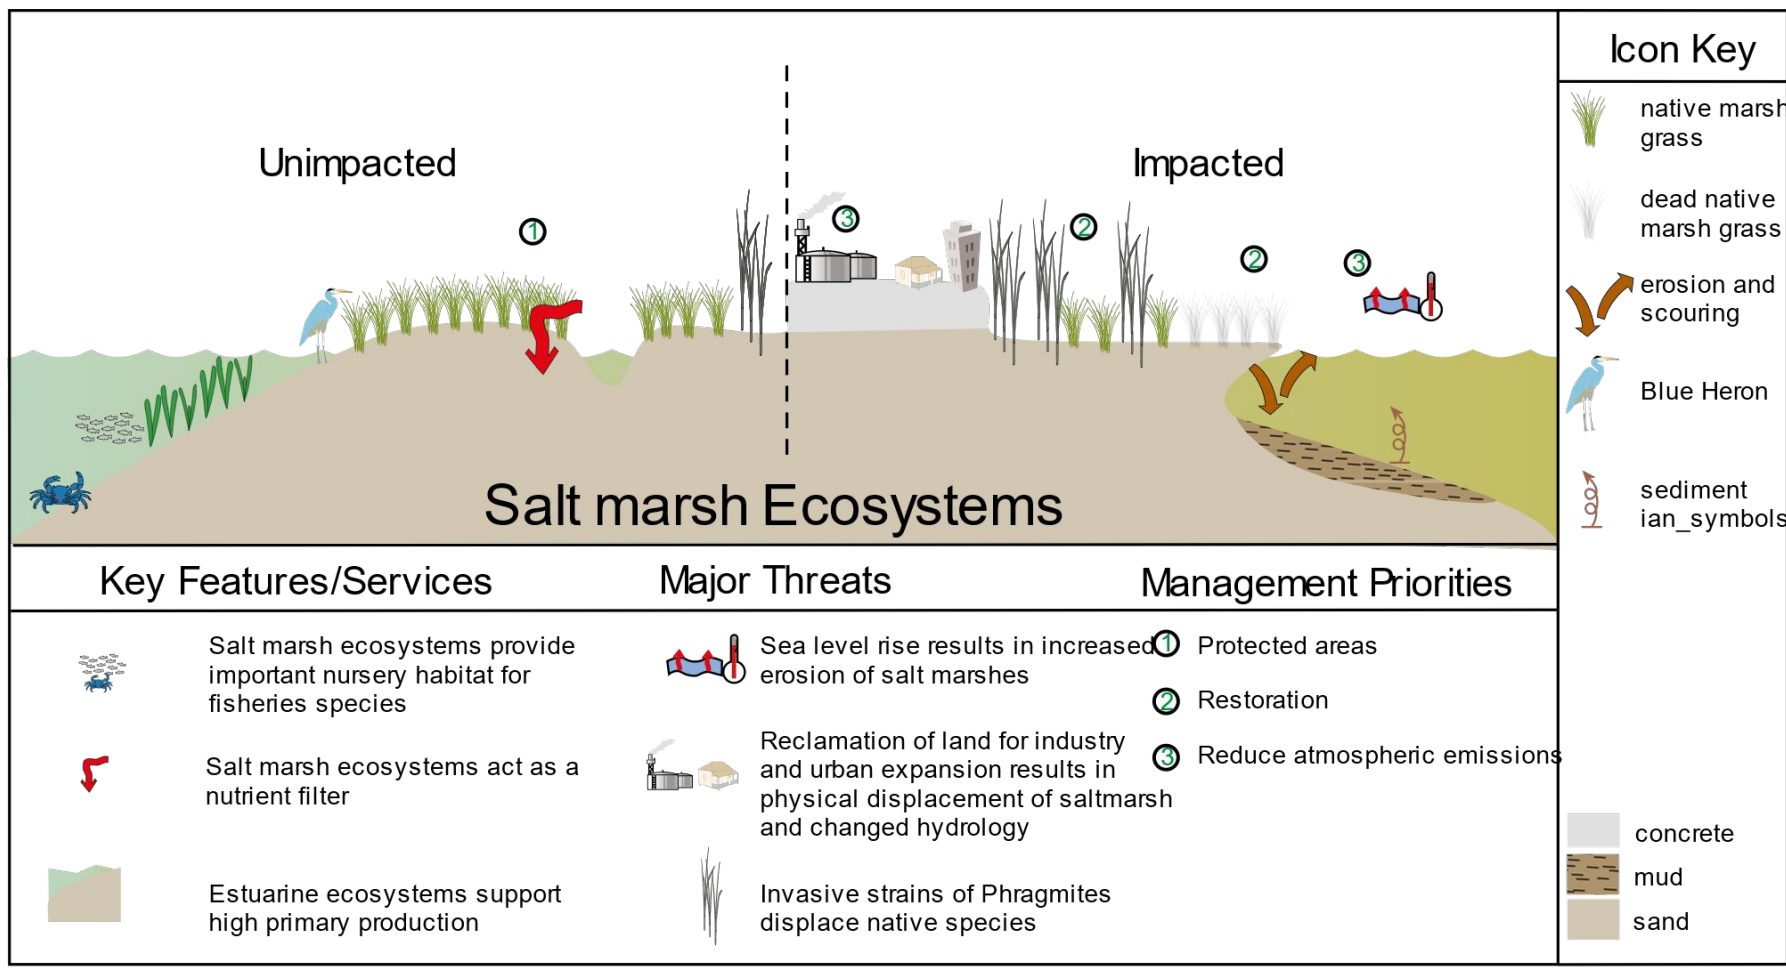 Unimpacted
Impacted
1
3
2
2
3
Salt marsh Ecosystems
Key Features/Services
Salt marsh ecosystems provide
important nursery habitat for
fisheries species
Salt marsh ecosystems act as a
nutrient filter
Estuarine ecosystems support
high primary production
Major Threats
Sea level rise results in increased
erosion of salt marshes
Reclamation of land for industry
and urban expansion results in
physical displacement of saltmarsh
and changed hydrology
Invasive strains of Phragmites
displace native species
Management Priorities
1 Protected areas
2 Restoration
3 Reduce atmospheric emissions
Icon Key
native marsh
grass
dead native
marsh grass
erosion and
scouring
Blue Heron
sediment
ian_symbols
concrete
mud
sand